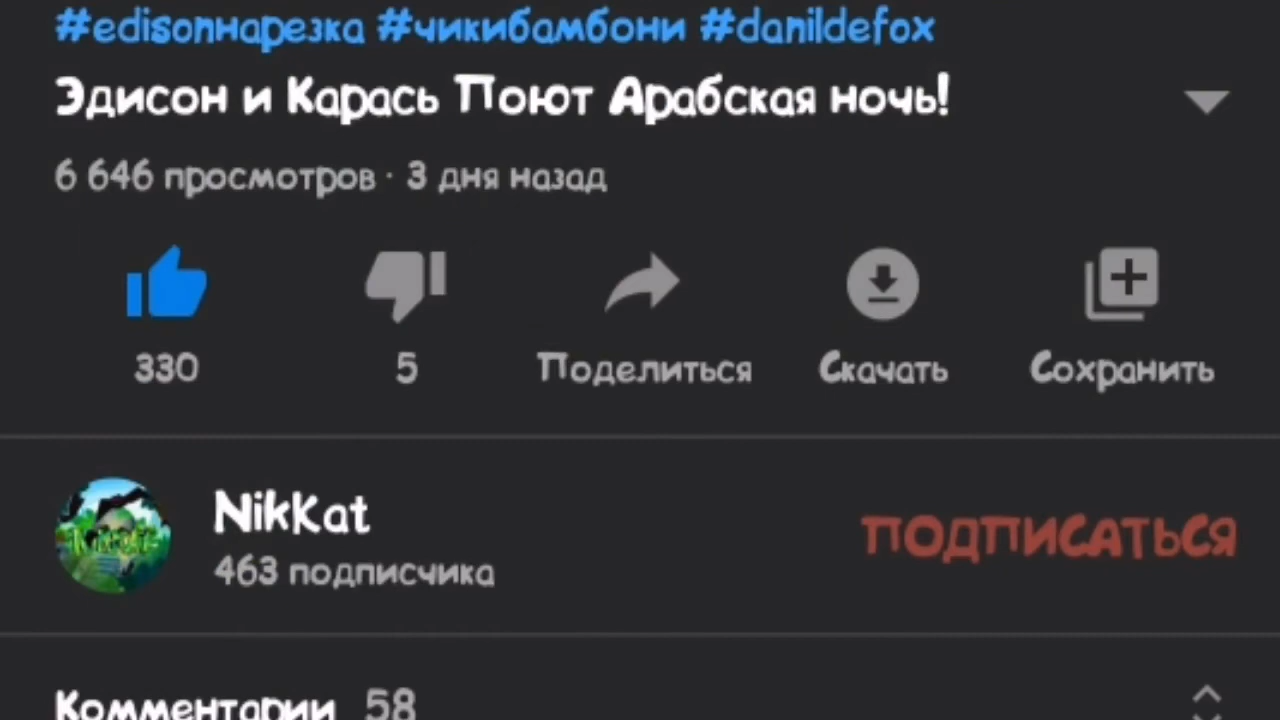 #edisonнарезка #чикибамбони #danildefox
Эдисон и Карась Поют Арабская ночь!
6 646 просмотров · 3 дня назад
330 5 Поделиться Скачать Сохранить
NikKat
463 подписчика
ПОДПИСАТЬСЯ
Комментарии 58